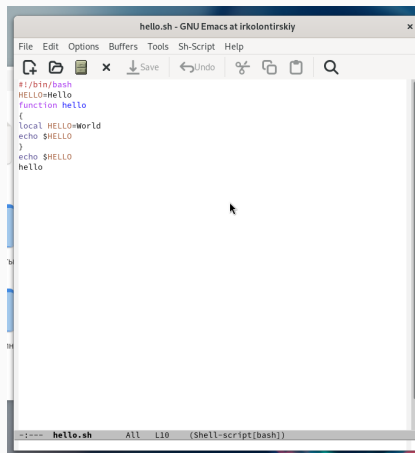 hello.sh - GNU Emacs at irkolontirskiy
File Edit Options Buffers Tools Sh-Script Help
Save Undo
#!/bin/bash
HELLO=Hello
function hello
{
local HELLO=World
echo $HELLO
}
echo $HELLO
hello
-:--- hello.sh All L10 (Shell-script[bash])